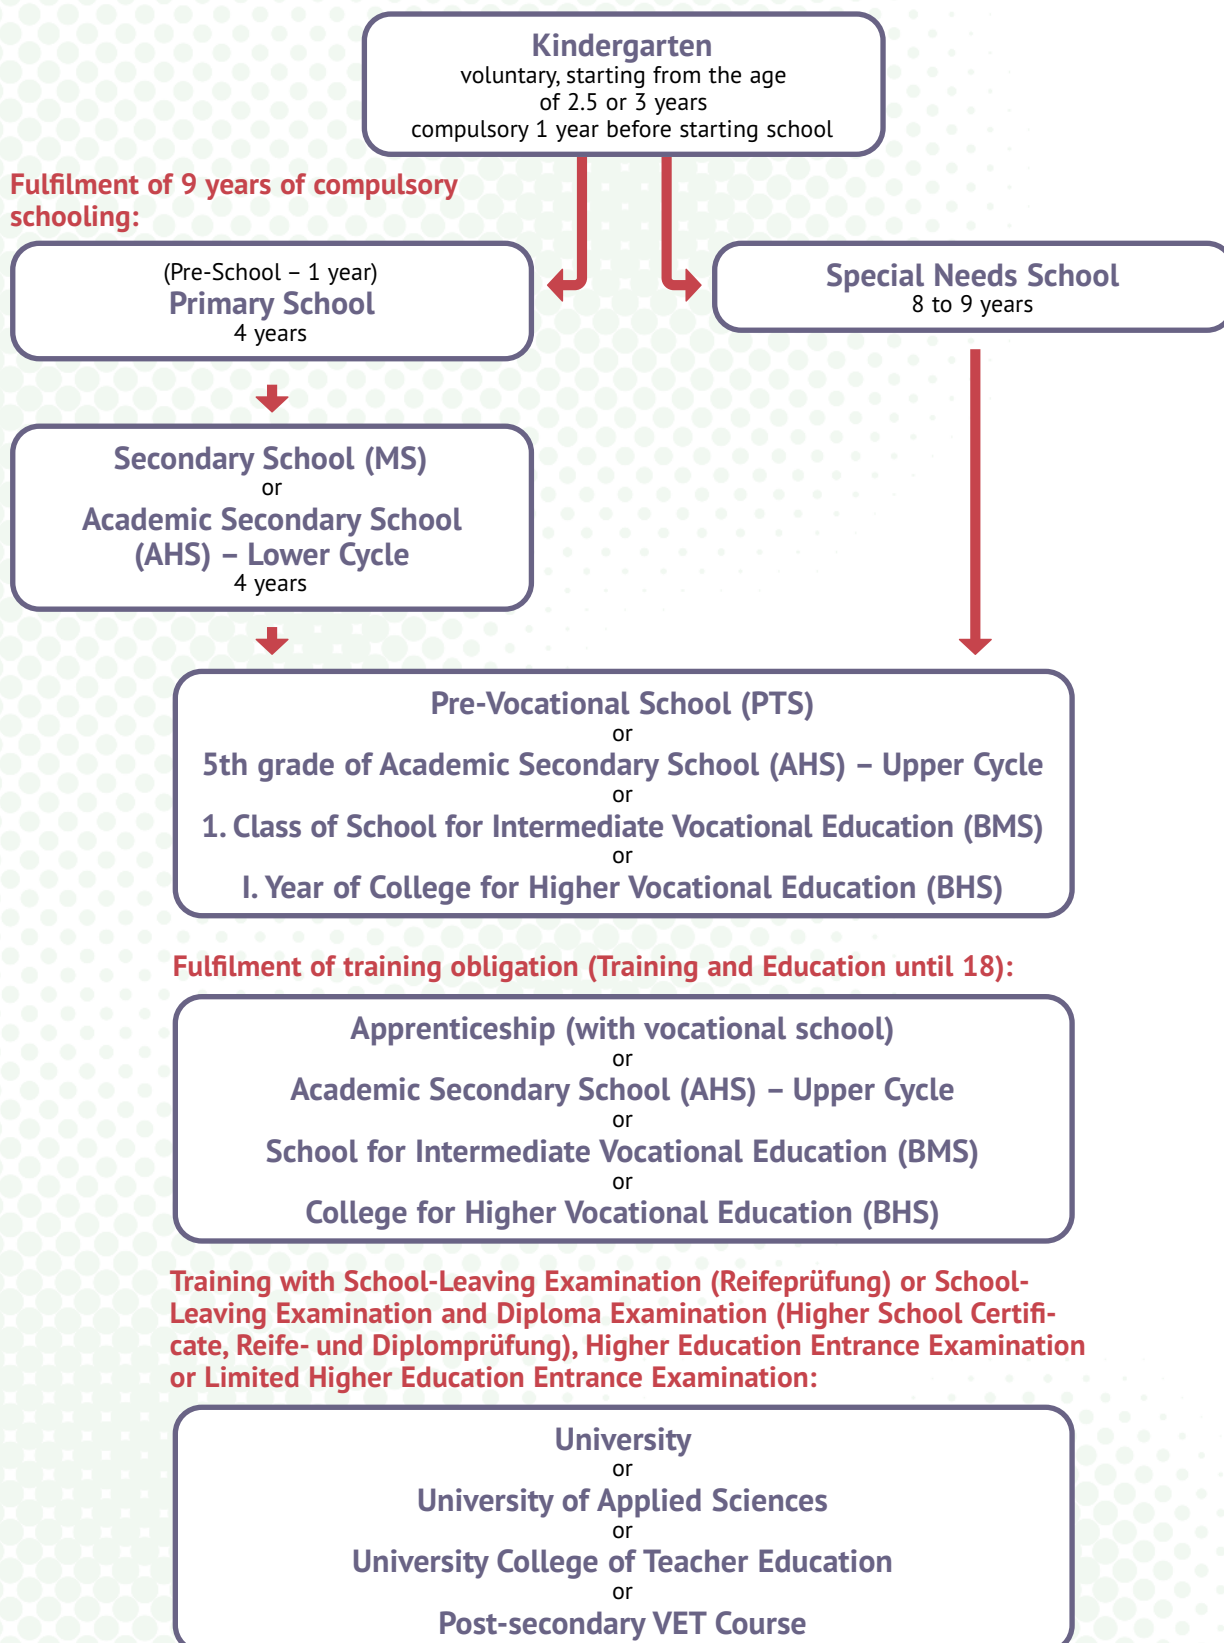 Kindergarten
voluntary, starting from the age
of 2.5 or 3 years
compulsory 1 year before starting school
Fulfilment of 9 years of compulsory
schooling:
(Pre-School – 1 year)
Primary School
4 years
Special Needs School
8 to 9 years
Secondary School (MS)
or
Academic Secondary School
(AHS) – Lower Cycle
4 years
Pre-Vocational School (PTS)
or
5th grade of Academic Secondary School (AHS) – Upper Cycle
or
1. Class of School for Intermediate Vocational Education (BMS)
or
I. Year of College for Higher Vocational Education (BHS)
Fulfilment of training obligation (Training and Education until 18):
Apprenticeship (with vocational school)
or
Academic Secondary School (AHS) – Upper Cycle
or
School for Intermediate Vocational Education (BMS)
or
College for Higher Vocational Education (BHS)
Training with School-Leaving Examination (Reifeprüfung) or School-
Leaving Examination and Diploma Examination (Higher School Certifi-
cate, Reife- und Diplomprüfung), Higher Education Entrance Examination
or Limited Higher Education Entrance Examination:
University
or
University of Applied Sciences
or
University College of Teacher Education
or
Post-secondary VET Course